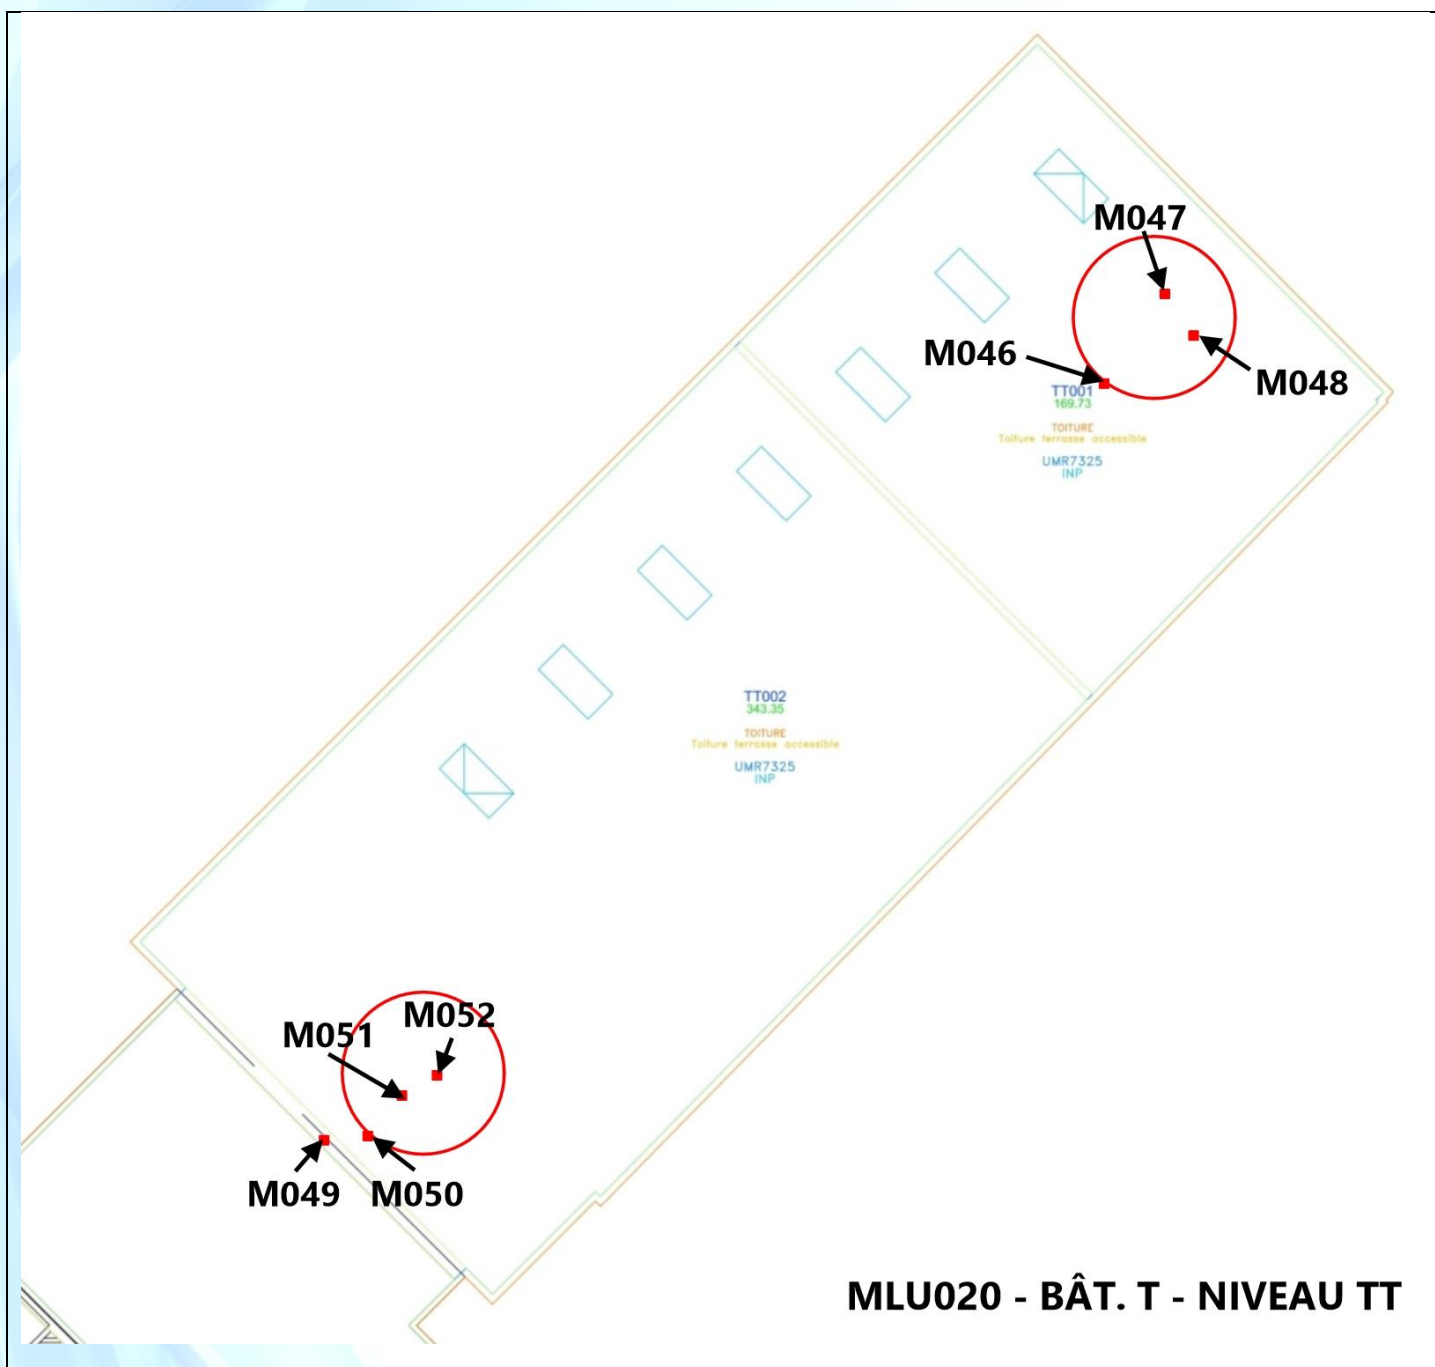 M047
M046
M048
TT001
169.73
TOITURE
Toiture terrasse accessible
UMR7325
INP
TT002
343.35
TOITURE
Toiture terrasse accessible
UMR7325
INP
M052
M051
M049
M050
MLU020 - BÂT. T - NIVEAU TT